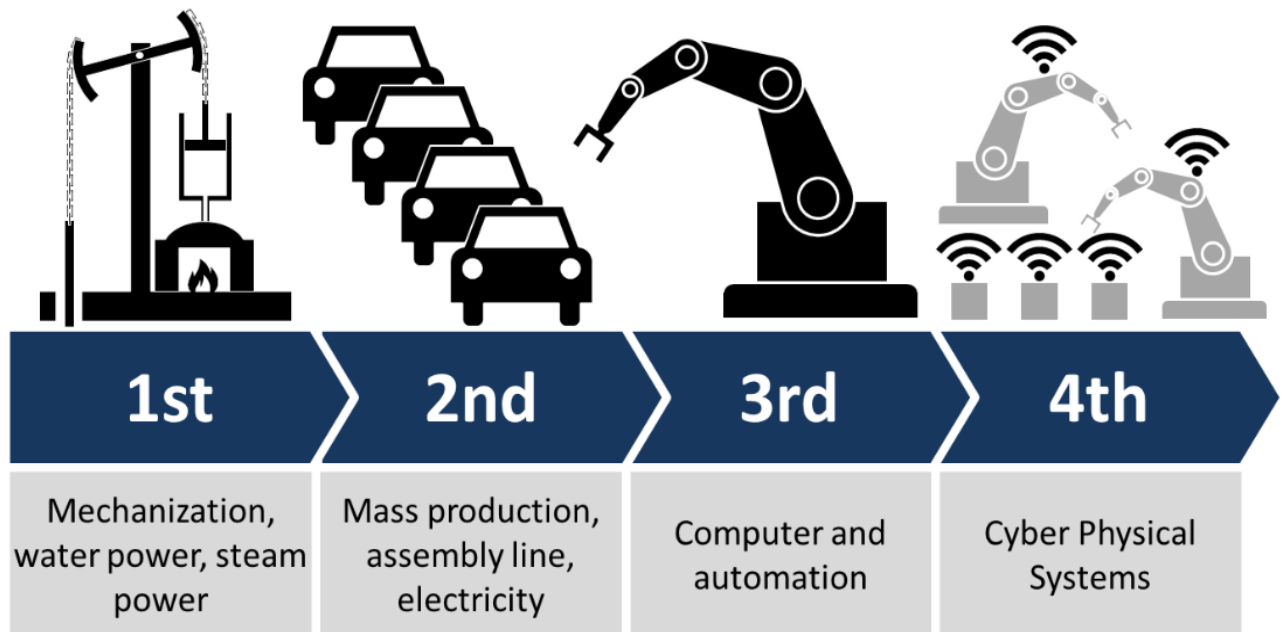 1st
2nd
3rd
4th
Mechanization,
water power, steam
power
Mass production,
assembly line,
electricity
Computer and
automation
Cyber Physical
Systems